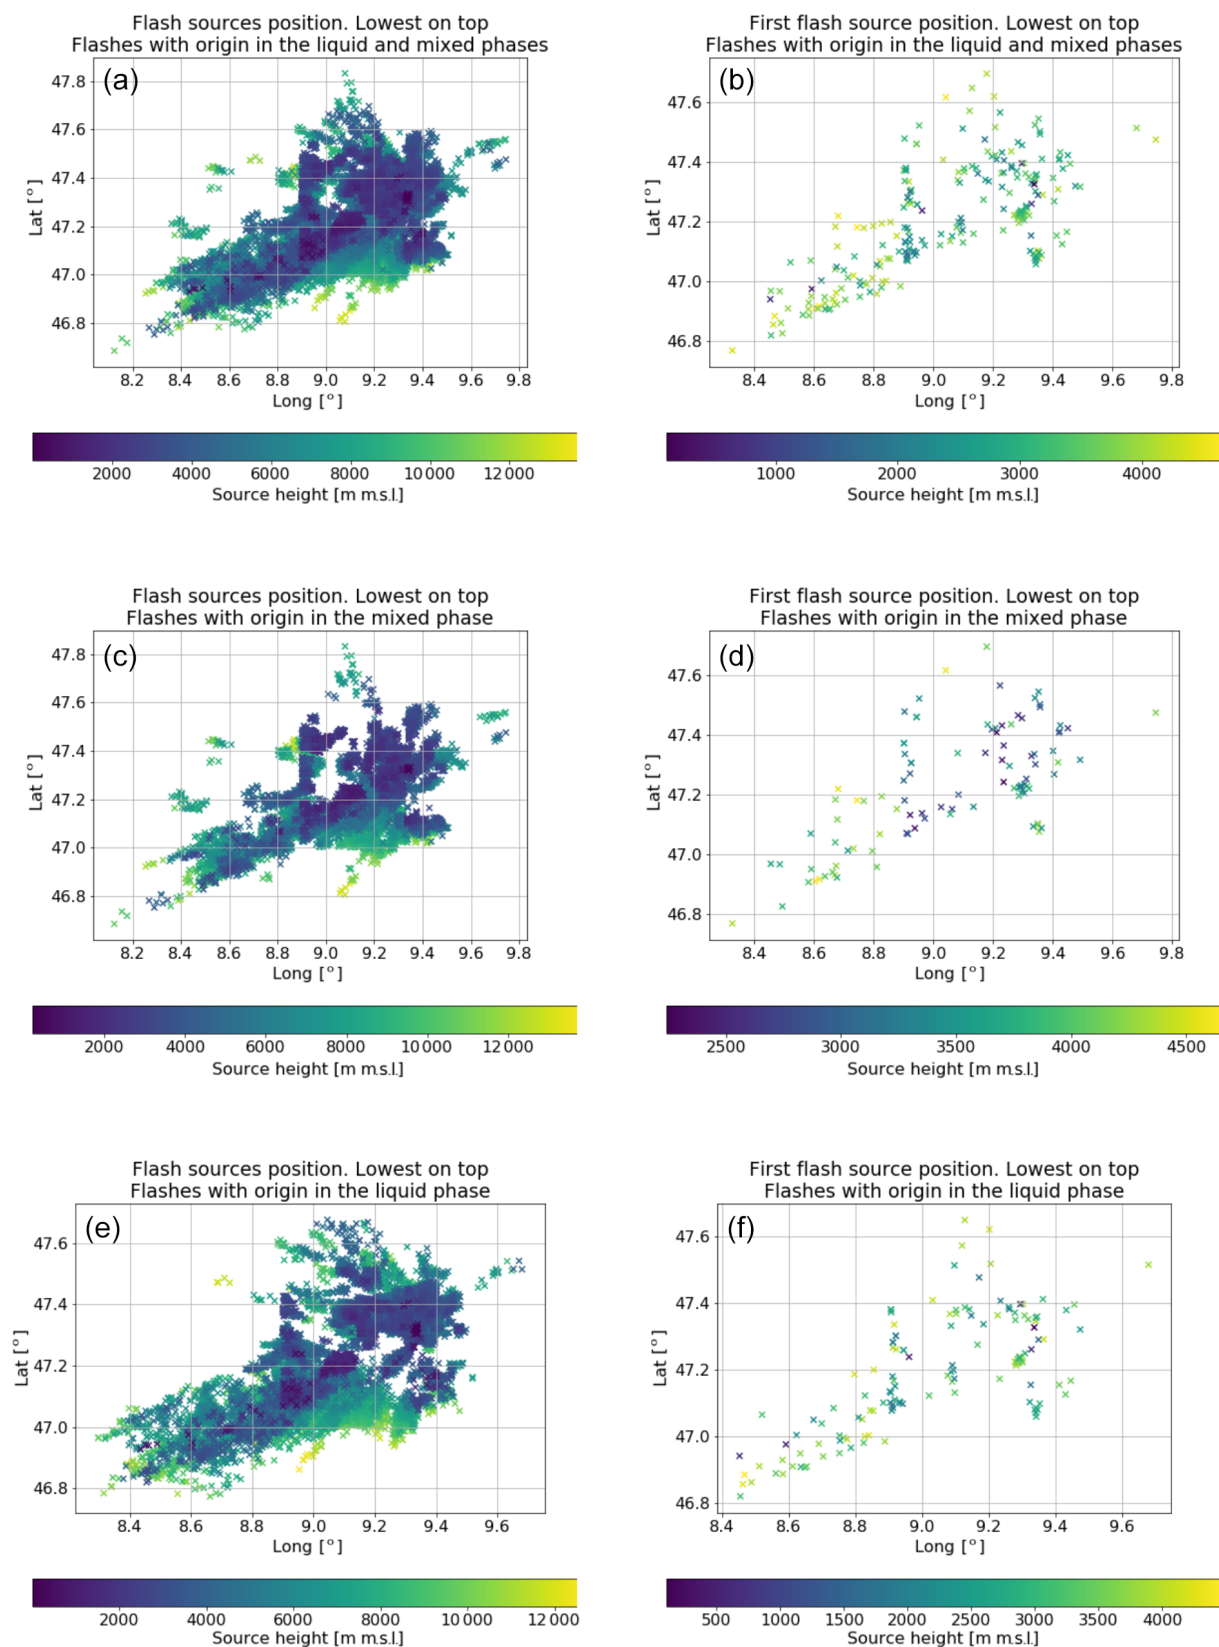 Flash sources position. Lowest on top
Flashes with origin in the liquid and mixed phases
(a)
47.8
47.6
47.4
47.2
47.0
46.8
Lat [°]
8.2 8.4 8.6 8.8 9.0 9.2 9.4 9.6 9.8
Long [°]
2000 4000 6000 8000 10000 12000
Source height [m m.s.l.]
First flash source position. Lowest on top
Flashes with origin in the liquid and mixed phases
(b)
47.6
47.4
47.2
47.0
46.8
Lat [°]
8.4 8.6 8.8 9.0 9.2 9.4 9.6 9.8
Long [°]
1000 2000 3000 4000
Source height [m m.s.l.]
Flash sources position. Lowest on top
Flashes with origin in the mixed phase
(c)
47.8
47.6
47.4
47.2
47.0
46.8
Lat [°]
8.2 8.4 8.6 8.8 9.0 9.2 9.4 9.6 9.8
Long [°]
2000 4000 6000 8000 10000 12000
Source height [m m.s.l.]
First flash source position. Lowest on top
Flashes with origin in the mixed phase
(d)
47.6
47.4
47.2
47.0
46.8
Lat [°]
8.4 8.6 8.8 9.0 9.2 9.4 9.6 9.8
Long [°]
2500 3000 3500 4000 4500
Source height [m m.s.l.]
Flash sources position. Lowest on top
Flashes with origin in the liquid phase
(e)
47.6
47.4
47.2
47.0
46.8
Lat [°]
8.4 8.6 8.8 9.0 9.2 9.4 9.6
Long [°]
2000 4000 6000 8000 10000 12000
Source height [m m.s.l.]
First flash source position. Lowest on top
Flashes with origin in the liquid phase
(f)
47.6
47.4
47.2
47.0
46.8
Lat [°]
8.4 8.6 8.8 9.0 9.2 9.4 9.6
Long [°]
500 1000 1500 2000 2500 3000 3500 4000
Source height [m m.s.l.]